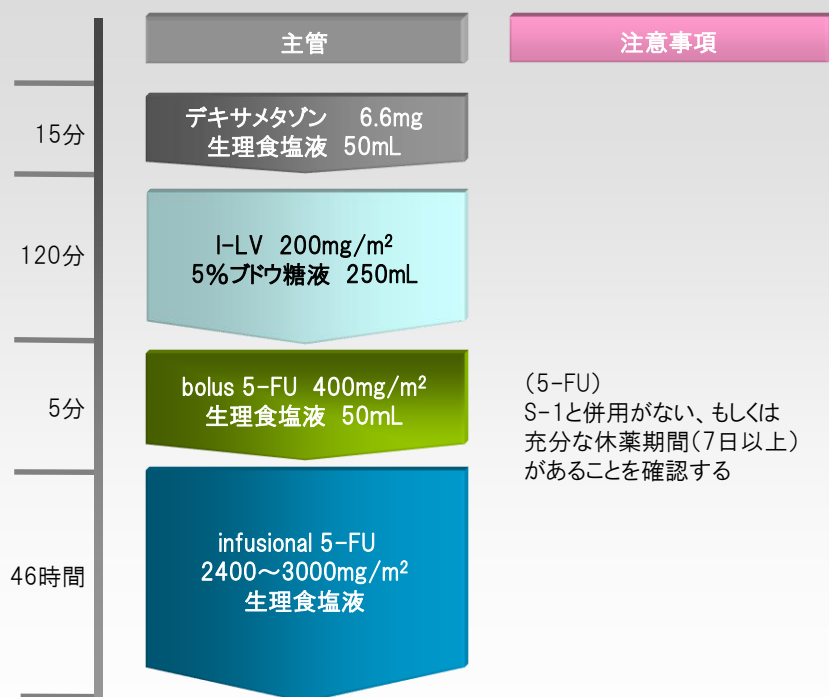 主管
注意事項
15分
デキサメタゾン 6.6mg
生理食塩液 50mL
120分
l-LV 200mg/m²
5%ブドウ糖液 250mL
5分
bolus 5-FU 400mg/m²
生理食塩液 50mL
(5-FU)
S-1と併用がない、もしくは
充分な休薬期間(7日以上)
があることを確認する
46時間
infusional 5-FU
2400～3000mg/m²
生理食塩液